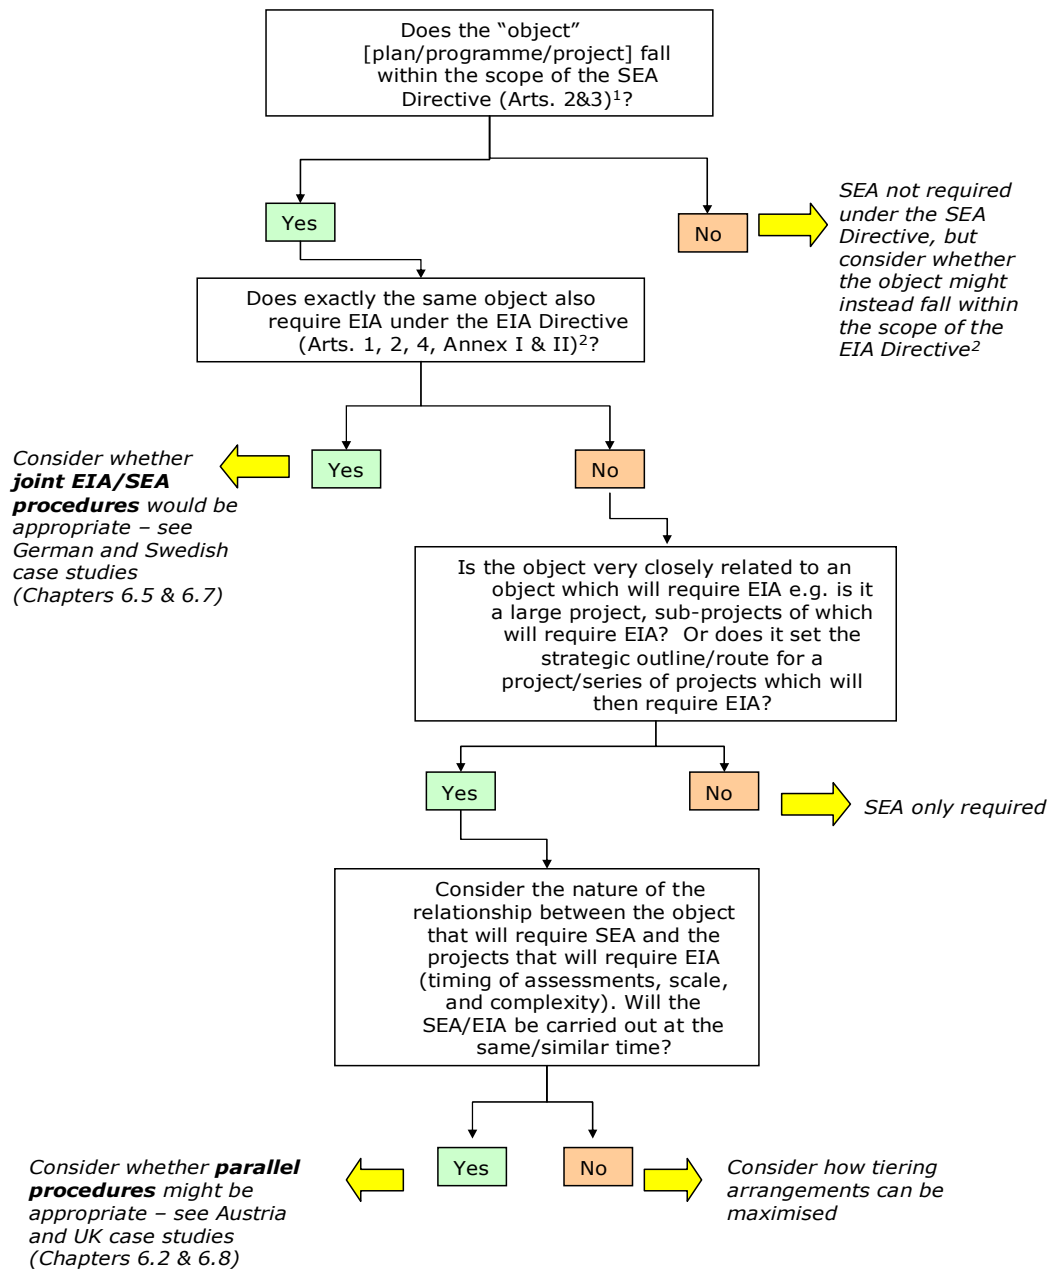 Does the “object”
[plan/programme/project] fall
within the scope of the SEA
Directive (Arts. 2&3)¹?
Yes
No
SEA not required
under the SEA
Directive, but
consider whether
the object might
instead fall within
the scope of the
EIA Directive²
Does exactly the same object also
require EIA under the EIA Directive
(Arts. 1, 2, 4, Annex I & II)²?
Consider whether
joint EIA/SEA
procedures would be
appropriate – see
German and Swedish
case studies
(Chapters 6.5 & 6.7)
Yes
No
Is the object very closely related to an
object which will require EIA e.g. is it
a large project, sub-projects of which
will require EIA?  Or does it set the
strategic outline/route for a
project/series of projects which will
then require EIA?
Yes
No
SEA only required
Consider the nature of the
relationship between the object
that will require SEA and the
projects that will require EIA
(timing of assessments, scale,
and complexity). Will the
SEA/EIA be carried out at the
same/similar time?
Consider whether parallel
procedures might be
appropriate – see Austria
and UK case studies
(Chapters 6.2 & 6.8)
Yes
No
Consider how tiering
arrangements can be
maximised